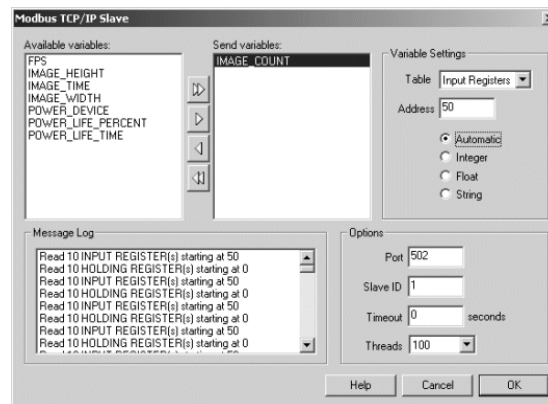 Modbus TCP/IP Slave
Available variables:
FPS
IMAGE_HEIGHT
IMAGE_TIME
IMAGE_WIDTH
POWER_DEVICE
POWER_LIFE_PERCENT
POWER_LIFE_TIME
Send variables:
IMAGE_COUNT
Variable Settings
Table Input Registers
Address 50
Automatic
Integer
Float
String
Message Log
Read 10 INPUT REGISTER(s) starting at 50
Read 10 HOLDING REGISTER(s) starting at 0
Read 10 INPUT REGISTER(s) starting at 50
Read 10 HOLDING REGISTER(s) starting at 0
Read 10 INPUT REGISTER(s) starting at 50
Read 10 HOLDING REGISTER(s) starting at 0
Read 10 INPUT REGISTER(s) starting at 50
Read 10 HOLDING REGISTER(s) starting at 0
Options
Port 502
Slave ID 1
Timeout 0 seconds
Threads 100
Help Cancel OK